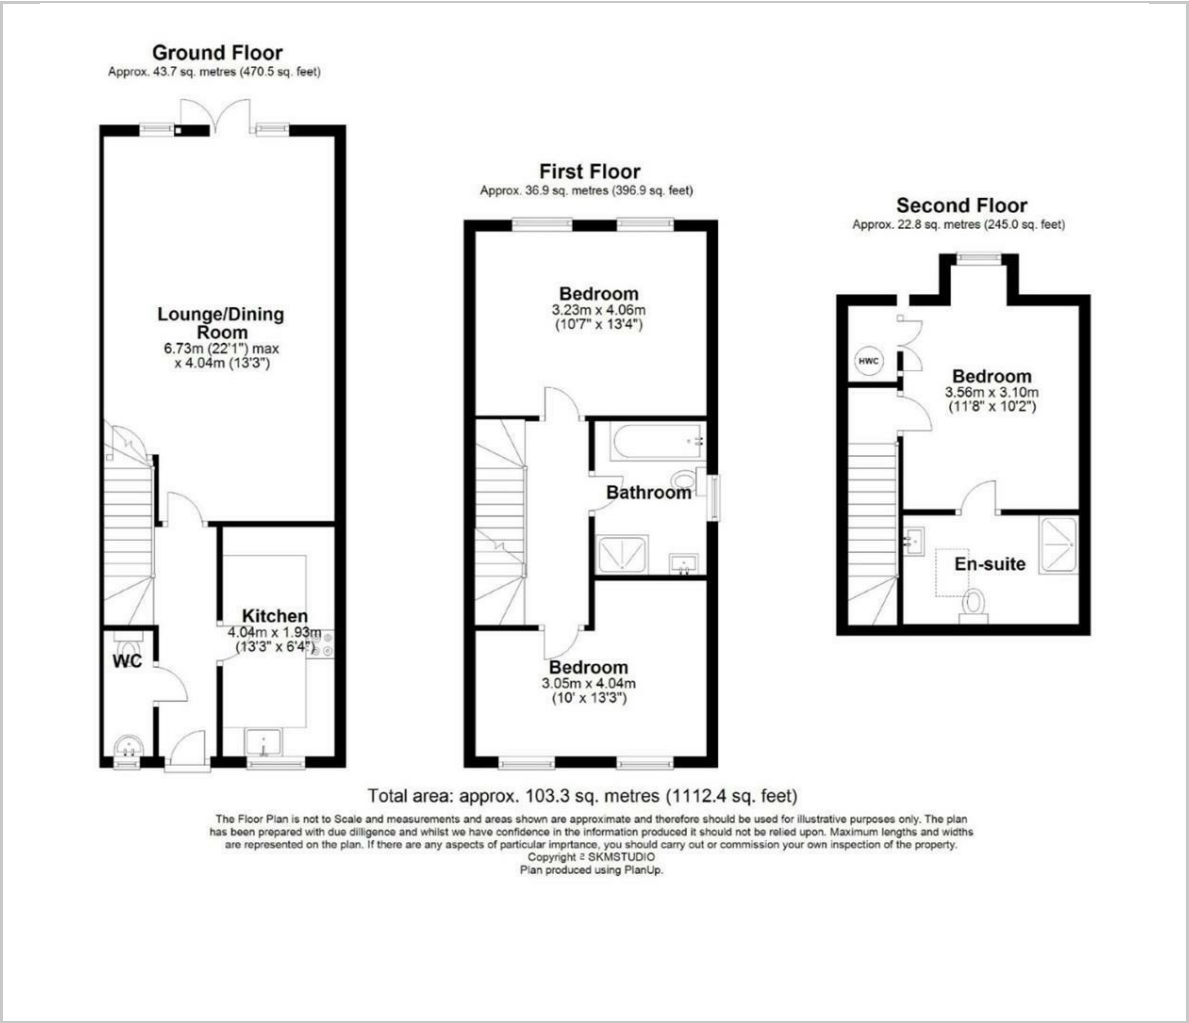 Ground Floor
Approx. 43.7 sq. metres (470.5 sq. feet)
Lounge/Dining
Room
6.73m (22'1") max
x 4.04m (13'3")
Kitchen
4.04m x 1.93m
(13'3" x 6'4")
WC
First Floor
Approx. 36.9 sq. metres (396.9 sq. feet)
Bedroom
3.23m x 4.06m
(10'7" x 13'4")
Bathroom
Bedroom
3.05m x 4.04m
(10' x 13'3")
Second Floor
Approx. 22.8 sq. metres (245.0 sq. feet)
HWC
Bedroom
3.56m x 3.10m
(11'8" x 10'2")
En-suite
Total area: approx. 103.3 sq. metres (1112.4 sq. feet)
The Floor Plan is not to Scale and measurements and areas shown are approximate and therefore should be used for illustrative purposes only. The plan
has been prepared with due dilligence and whilst we have confidence in the information produced it should not be relied upon. Maximum lengths and widths
are represented on the plan. If there are any aspects of particular imprtance, you should carry out or commission your own inspection of the property.
Copyright ² SKMSTUDIO
Plan produced using PlanUp.